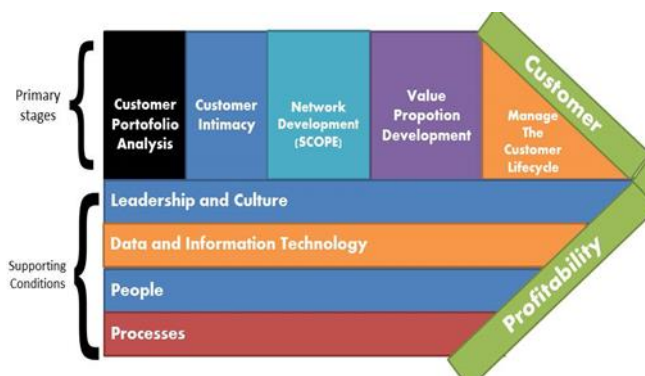 Primary
stages
Customer
Portofolio
Analysis
Customer
Intimacy
Network
Development
(SCOPE)
Value
Propotion
Development
Manage
The
Customer
Lifecycle
Customer
Supporting
Conditions
Leadership and Culture
Data and Information Technology
People
Processes
Profitability